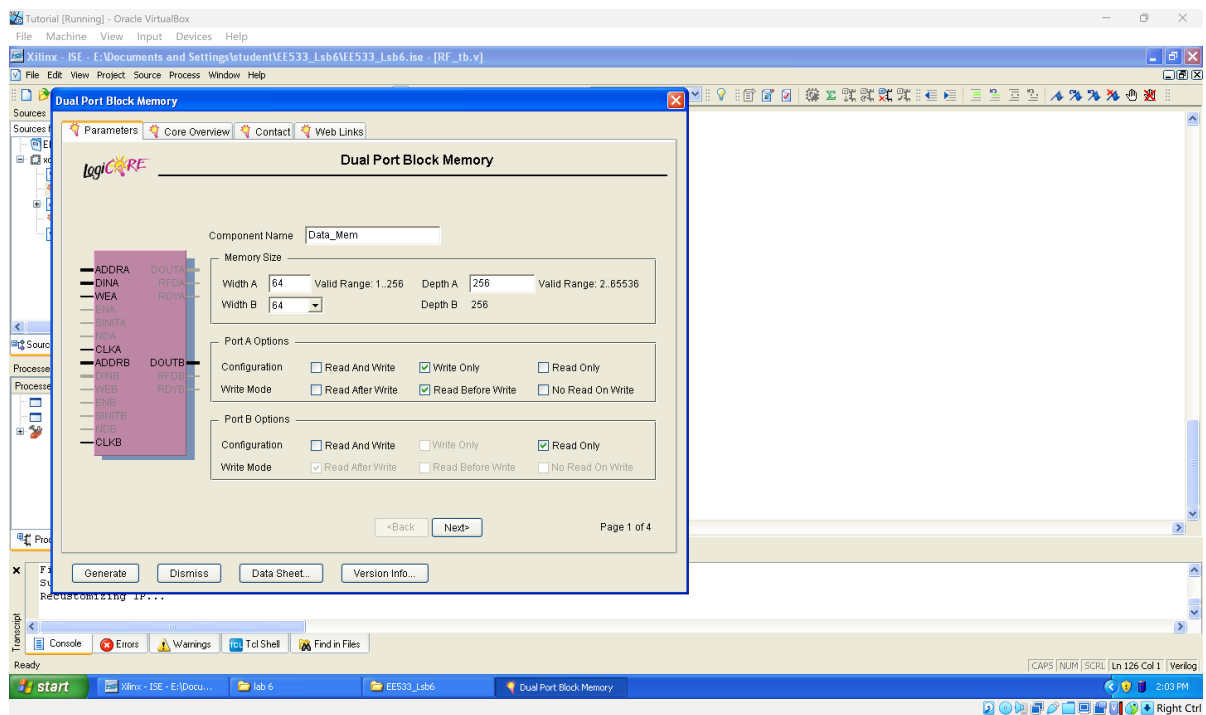 Tutorial [Running] - Oracle VirtualBox
File Machine View Input Devices Help
Xilinx - ISE - E:\Documents and Settings\student\EE533_Lsb6\EE533_Lsb6.ise - [RF_tb.v]
File Edit View Project Source Process Window Help
Dual Port Block Memory
Sources
Sources f
Parameters Core Overview Contact Web Links
EE
xc
LogiCORE
Dual Port Block Memory
Component Name Data_Mem
Memory Size
Width A 64 Valid Range: 1..256 Depth A 256 Valid Range: 2..65536
Width B 64 Depth B 256
ADDRA DOUTA
DINA RFDA
WEA RDYA
ENA
SINITA
NDA
CLKA
ADDRB DOUTB
DINB RFDB
WEB RDYB
ENB
SINITB
NDB
CLKB
Port A Options
Configuration Read And Write Write Only Read Only
Write Mode Read After Write Read Before Write No Read On Write
Port B Options
Configuration Read And Write Write Only Read Only
Write Mode Read After Write Read Before Write No Read On Write
Sourc
Processe
Processe
<Back Next> Page 1 of 4
Proc
Generate Dismiss Data Sheet... Version Info...
Recustomizing IP...
Transcript
Console Errors Warnings Tcl Shell Find in Files
Ready CAPS NUM SCRL Ln 126 Col 1 Verilog
start Xilinx - ISE - E:\Docu... lab 6 EE533_Lsb6 Dual Port Block Memory 2:03 PM
Right Ctrl